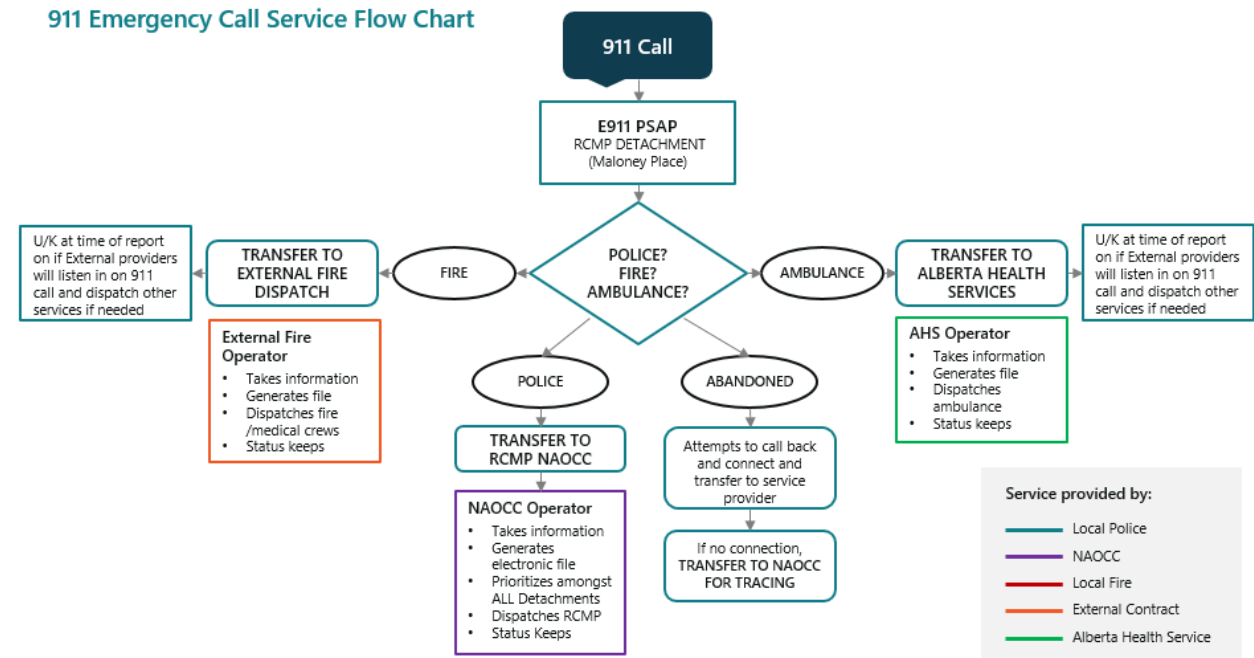 911 Emergency Call Service Flow Chart
911 Call
E911 PSAP
RCMP DETACHMENT
(Maloney Place)
POLICE?
FIRE?
AMBULANCE?
FIRE
TRANSFER TO
EXTERNAL FIRE
DISPATCH
U/K at time of report
on if External providers
will listen in on 911
call and dispatch other
services if needed
External Fire
Operator
• Takes information
• Generates file
• Dispatches fire
/medical crews
• Status keeps
POLICE
TRANSFER TO
RCMP NAOCC
NAOCC Operator
• Takes information
• Generates
electronic file
• Prioritizes amongst
ALL Detachments
• Dispatches RCMP
• Status Keeps
ABANDONED
Attempts to call back
and connect and
transfer to service
provider
If no connection,
TRANSFER TO NAOCC
FOR TRACING
AMBULANCE
TRANSFER TO
ALBERTA HEALTH
SERVICES
U/K at time of report
on if External providers
will listen in on 911
call and dispatch other
services if needed
AHS Operator
• Takes information
• Generates file
• Dispatches
ambulance
• Status keeps
Service provided by:
Local Police
NAOCC
Local Fire
External Contract
Alberta Health Service